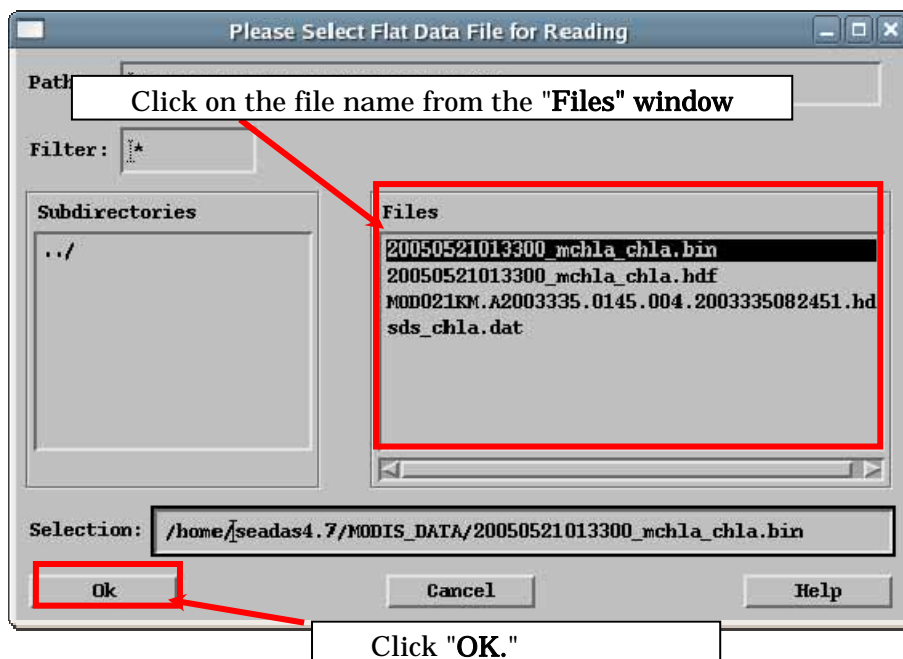 Please Select Flat Data File for Reading
Path
Click on the file name from the "Files" window
Filter: *
Subdirectories
../
Files
20050521013300_mchla_chla.bin
20050521013300_mchla_chla.hdf
MOD021KM.A2003335.0145.004.2003335082451.hd
sds_chla.dat
Selection: /home/seadas4.7/MODIS_DATA/20050521013300_mchla_chla.bin
Ok Cancel Help
Click "OK."